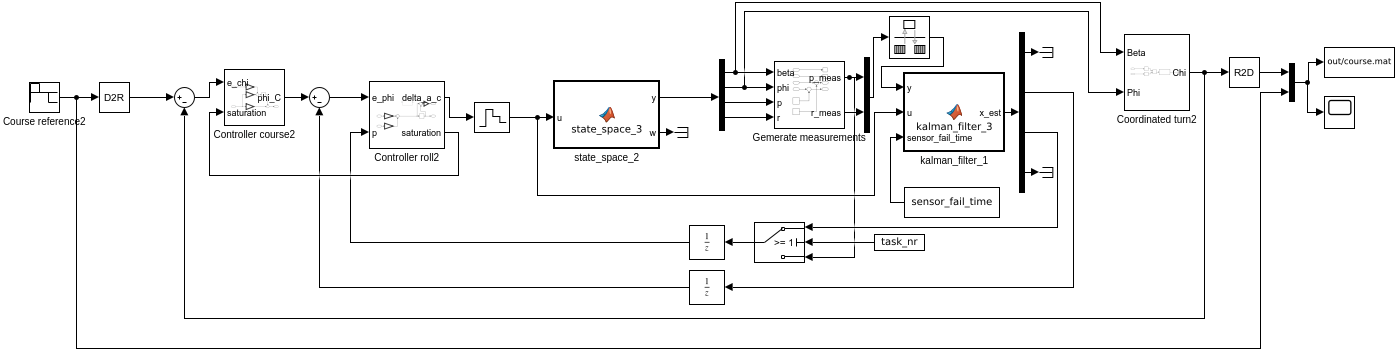 Course reference2
D2R
+
-
e_chi
phi_C
saturation
Controller course2
+
-
e_phi
delta_a_c
p
saturation
Controller roll2
u
state_space_3
y
w
state_space_2
beta
phi
p
r
p_meas
r_meas
Gemerate measurements
y
u
sensor_fail_time
kalman_filter_3
x_est
kalman_filter_1
sensor_fail_time
Beta
Phi
Chi
Coordinated turn2
R2D
out/course.mat
>= 1
task_nr
1
z
1
z